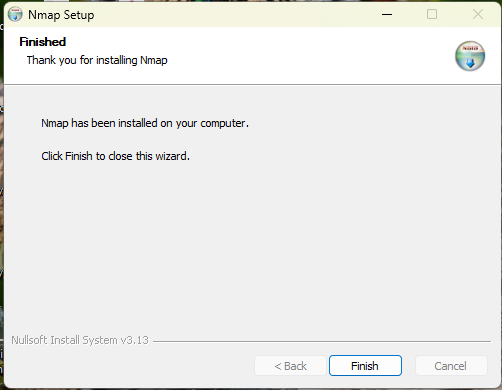 Nmap Setup
Finished
Thank you for installing Nmap
Nmap has been installed on your computer.
Click Finish to close this wizard.
Nullsoft Install System v3.13
< Back
Finish
Cancel